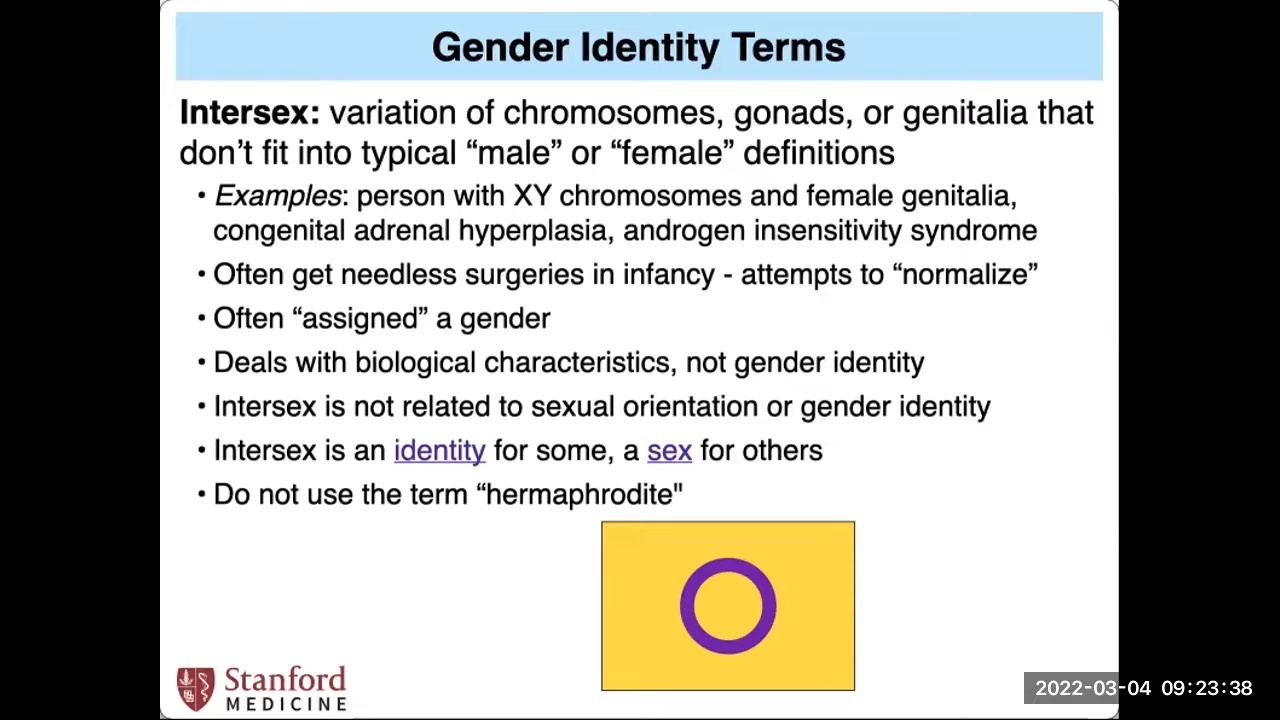 Gender Identity Terms
Intersex: variation of chromosomes, gonads, or genitalia that
don’t fit into typical “male” or “female” definitions
• Examples: person with XY chromosomes and female genitalia,
congenital adrenal hyperplasia, androgen insensitivity syndrome
• Often get needless surgeries in infancy - attempts to “normalize”
• Often “assigned” a gender
• Deals with biological characteristics, not gender identity
• Intersex is not related to sexual orientation or gender identity
• Intersex is an identity for some, a sex for others
• Do not use the term “hermaphrodite"
Stanford
MEDICINE
2022-03-04 09:23:38